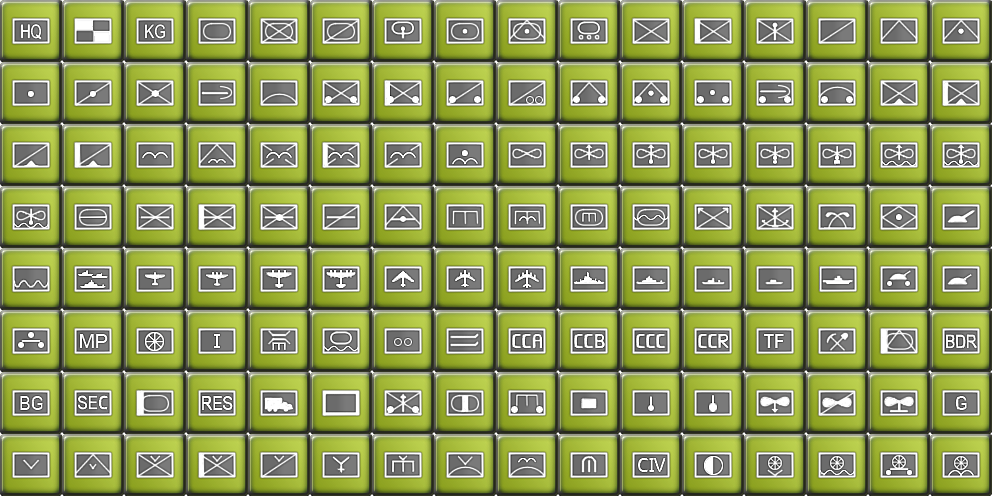 HQ KG
MP I CCA CCB CCC CCR TF BDR
BG SEC RES G
CIV